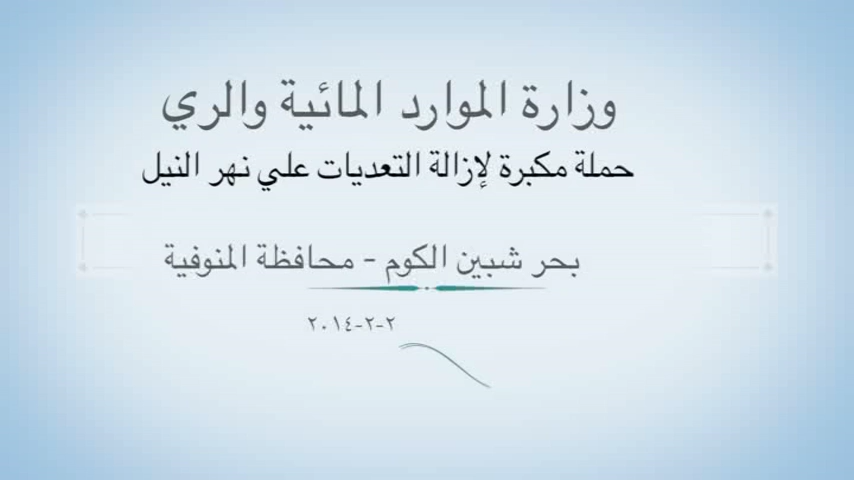 وزارة الموارد المائية والري
حملة مكبرة لإزالة التعديات علي نهر النيل
بحر شبين الكوم - محافظة المنوفية
٢-٢-٢٠١٤